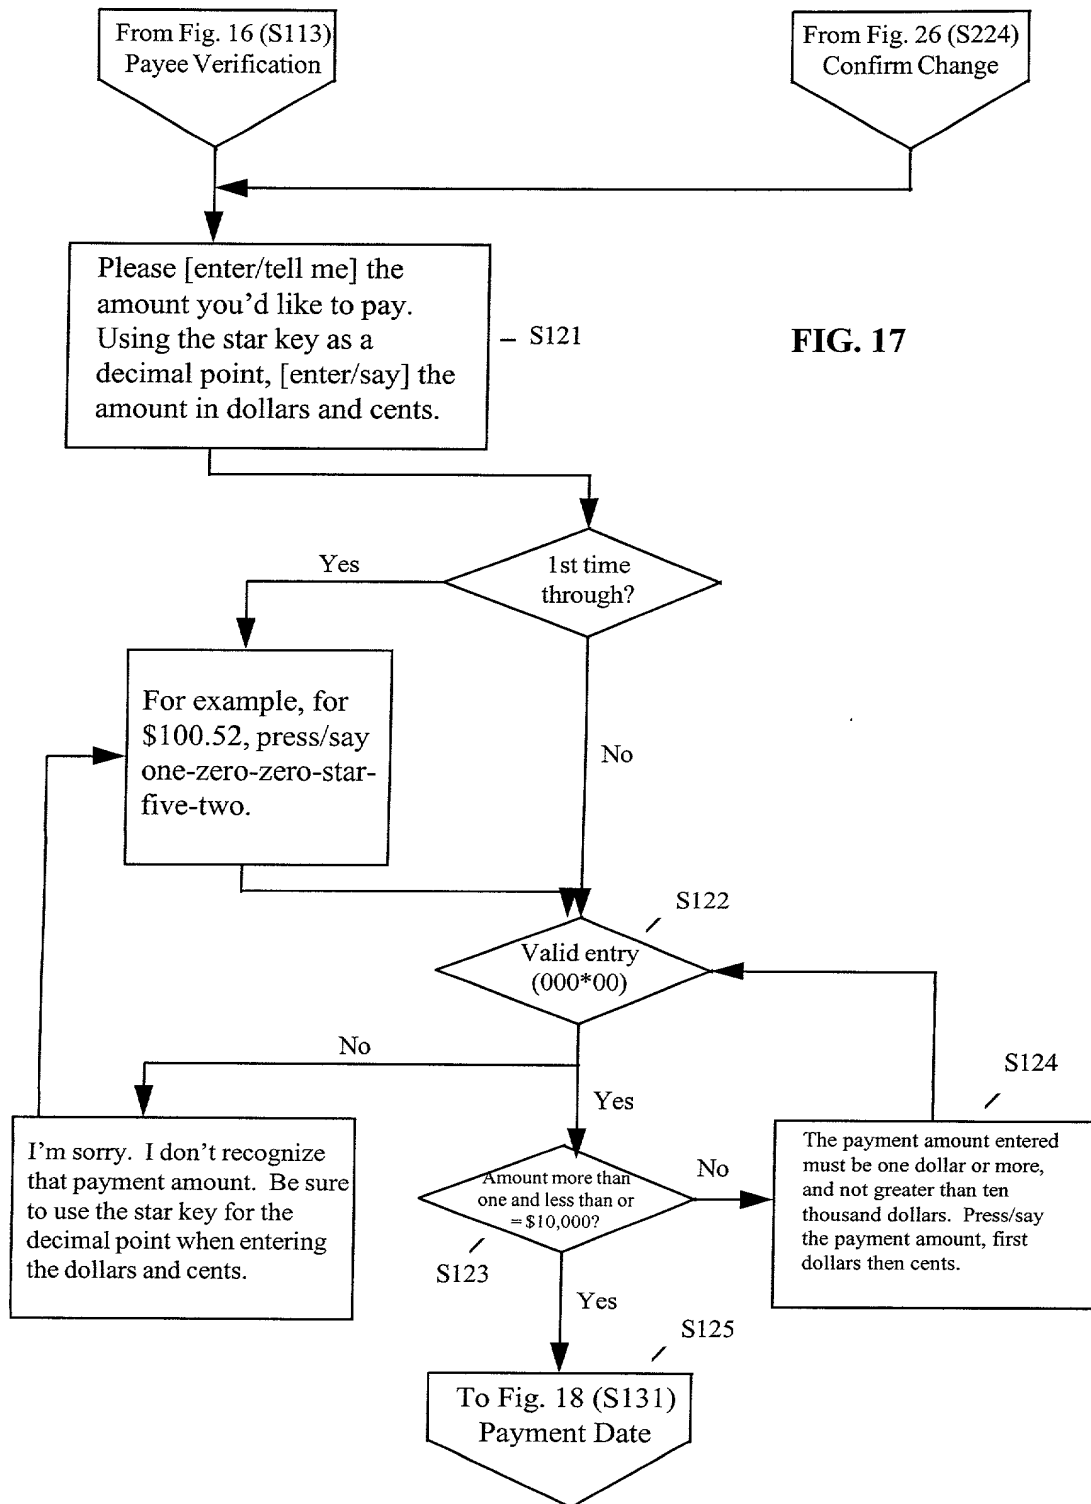 From Fig. 16 (S113)
Payee Verification
From Fig. 26 (S224)
Confirm Change
Please [enter/tell me] the
amount you'd like to pay.
Using the star key as a
decimal point, [enter/say] the
amount in dollars and cents.
S121
FIG. 17
1st time
through?
Yes
No
For example, for
$100.52, press/say
one-zero-zero-star-
five-two.
S122
Valid entry
(000*00)
No
Yes
S124
I'm sorry. I don't recognize
that payment amount. Be sure
to use the star key for the
decimal point when entering
the dollars and cents.
Amount more than
one and less than or
= $10,000?
No
The payment amount entered
must be one dollar or more,
and not greater than ten
thousand dollars. Press/say
the payment amount, first
dollars then cents.
S123
Yes
S125
To Fig. 18 (S131)
Payment Date